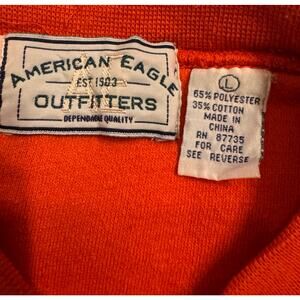 AMERICAN EAGLE
AE
EST 1903
OUTFITTERS
DEPENDABLE QUALITY
L
65% POLYESTER
35% COTTON
MADE IN
CHINA
RN 87735
FOR CARE
SEE REVERSE